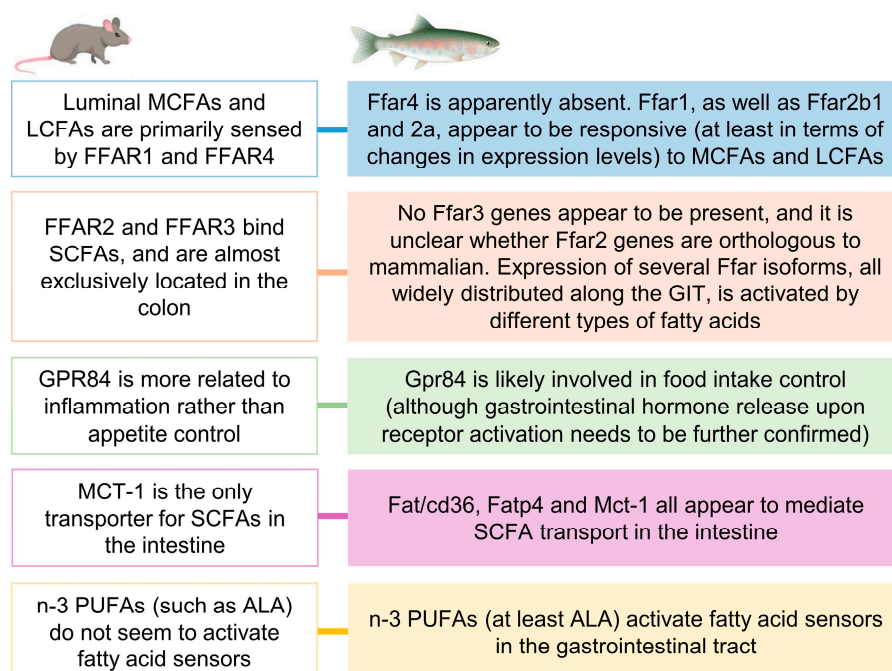 Luminal MCFAs and
LCFAs are primarily sensed
by FFAR1 and FFAR4
Ffar4 is apparently absent. Ffar1, as well as Ffar2b1
and 2a, appear to be responsive (at least in terms of
changes in expression levels) to MCFAs and LCFAs
FFAR2 and FFAR3 bind
SCFAs, and are almost
exclusively located in the
colon
No Ffar3 genes appear to be present, and it is
unclear whether Ffar2 genes are orthologous to
mammalian. Expression of several Ffar isoforms, all
widely distributed along the GIT, is activated by
different types of fatty acids
GPR84 is more related to
inflammation rather than
appetite control
Gpr84 is likely involved in food intake control
(although gastrointestinal hormone release upon
receptor activation needs to be further confirmed)
MCT-1 is the only
transporter for SCFAs in
the intestine
Fat/cd36, Fatp4 and Mct-1 all appear to mediate
SCFA transport in the intestine
n-3 PUFAs (such as ALA)
do not seem to activate
fatty acid sensors
n-3 PUFAs (at least ALA) activate fatty acid sensors
in the gastrointestinal tract